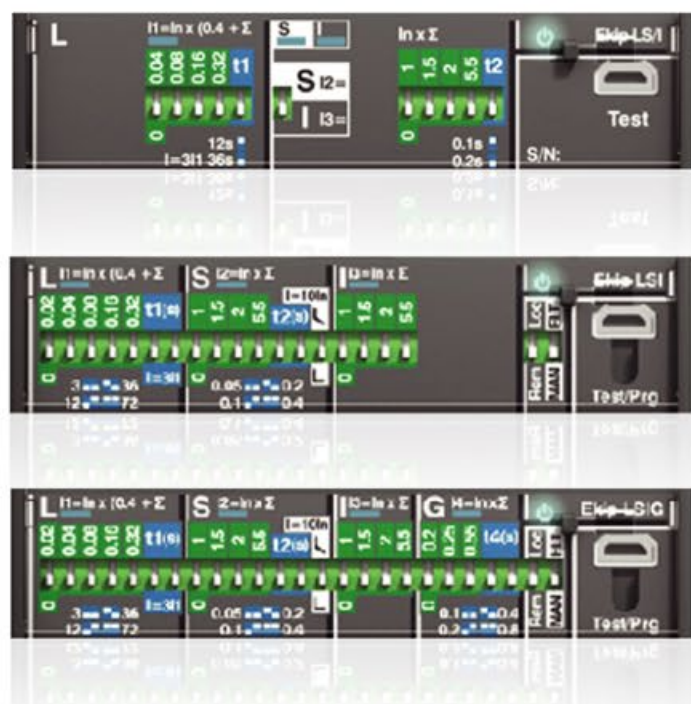 L I1=In x (0.4 + Σ S I In x Σ Ekip LS/I
0.04 0.08 0.16 0.32 t1 1 1.5 2 5.5 t2
S I2=
I I3=
0 0 Test
12s 0.1s
I=3I1 36s 0.2s S/N:
L I1=In x (0.4 + Σ S I2=In x Σ I I3=In x Σ Ekip LSI
I=10In
0.02 0.04 0.08 0.16 0.32 t1(s) 1 1.5 2 5.5 t2(s) 1 1.5 2 5.5 Loc ELT
0 I=3I1 0 L 0 Rem MAN
3 36 0.05 0.2
12 72 0.1 0.4 Test/Prg
L I1=In x (0.4 + Σ S I2=In x Σ I I3=In x Σ G I4=In x Σ Ekip LSIG
I=10In
0.02 0.04 0.08 0.16 0.32 t1(s) 1 1.5 2 5.5 t2(s) 1 1.5 2 5.5 0.2 0.25 0.55 t4(s) Loc ELT
0 I=3I1 0 L 0 0 Rem MAN
3 36 0.05 0.2 0.1 0.4
12 72 0.1 0.4 0.2 0.8 Test/Prg